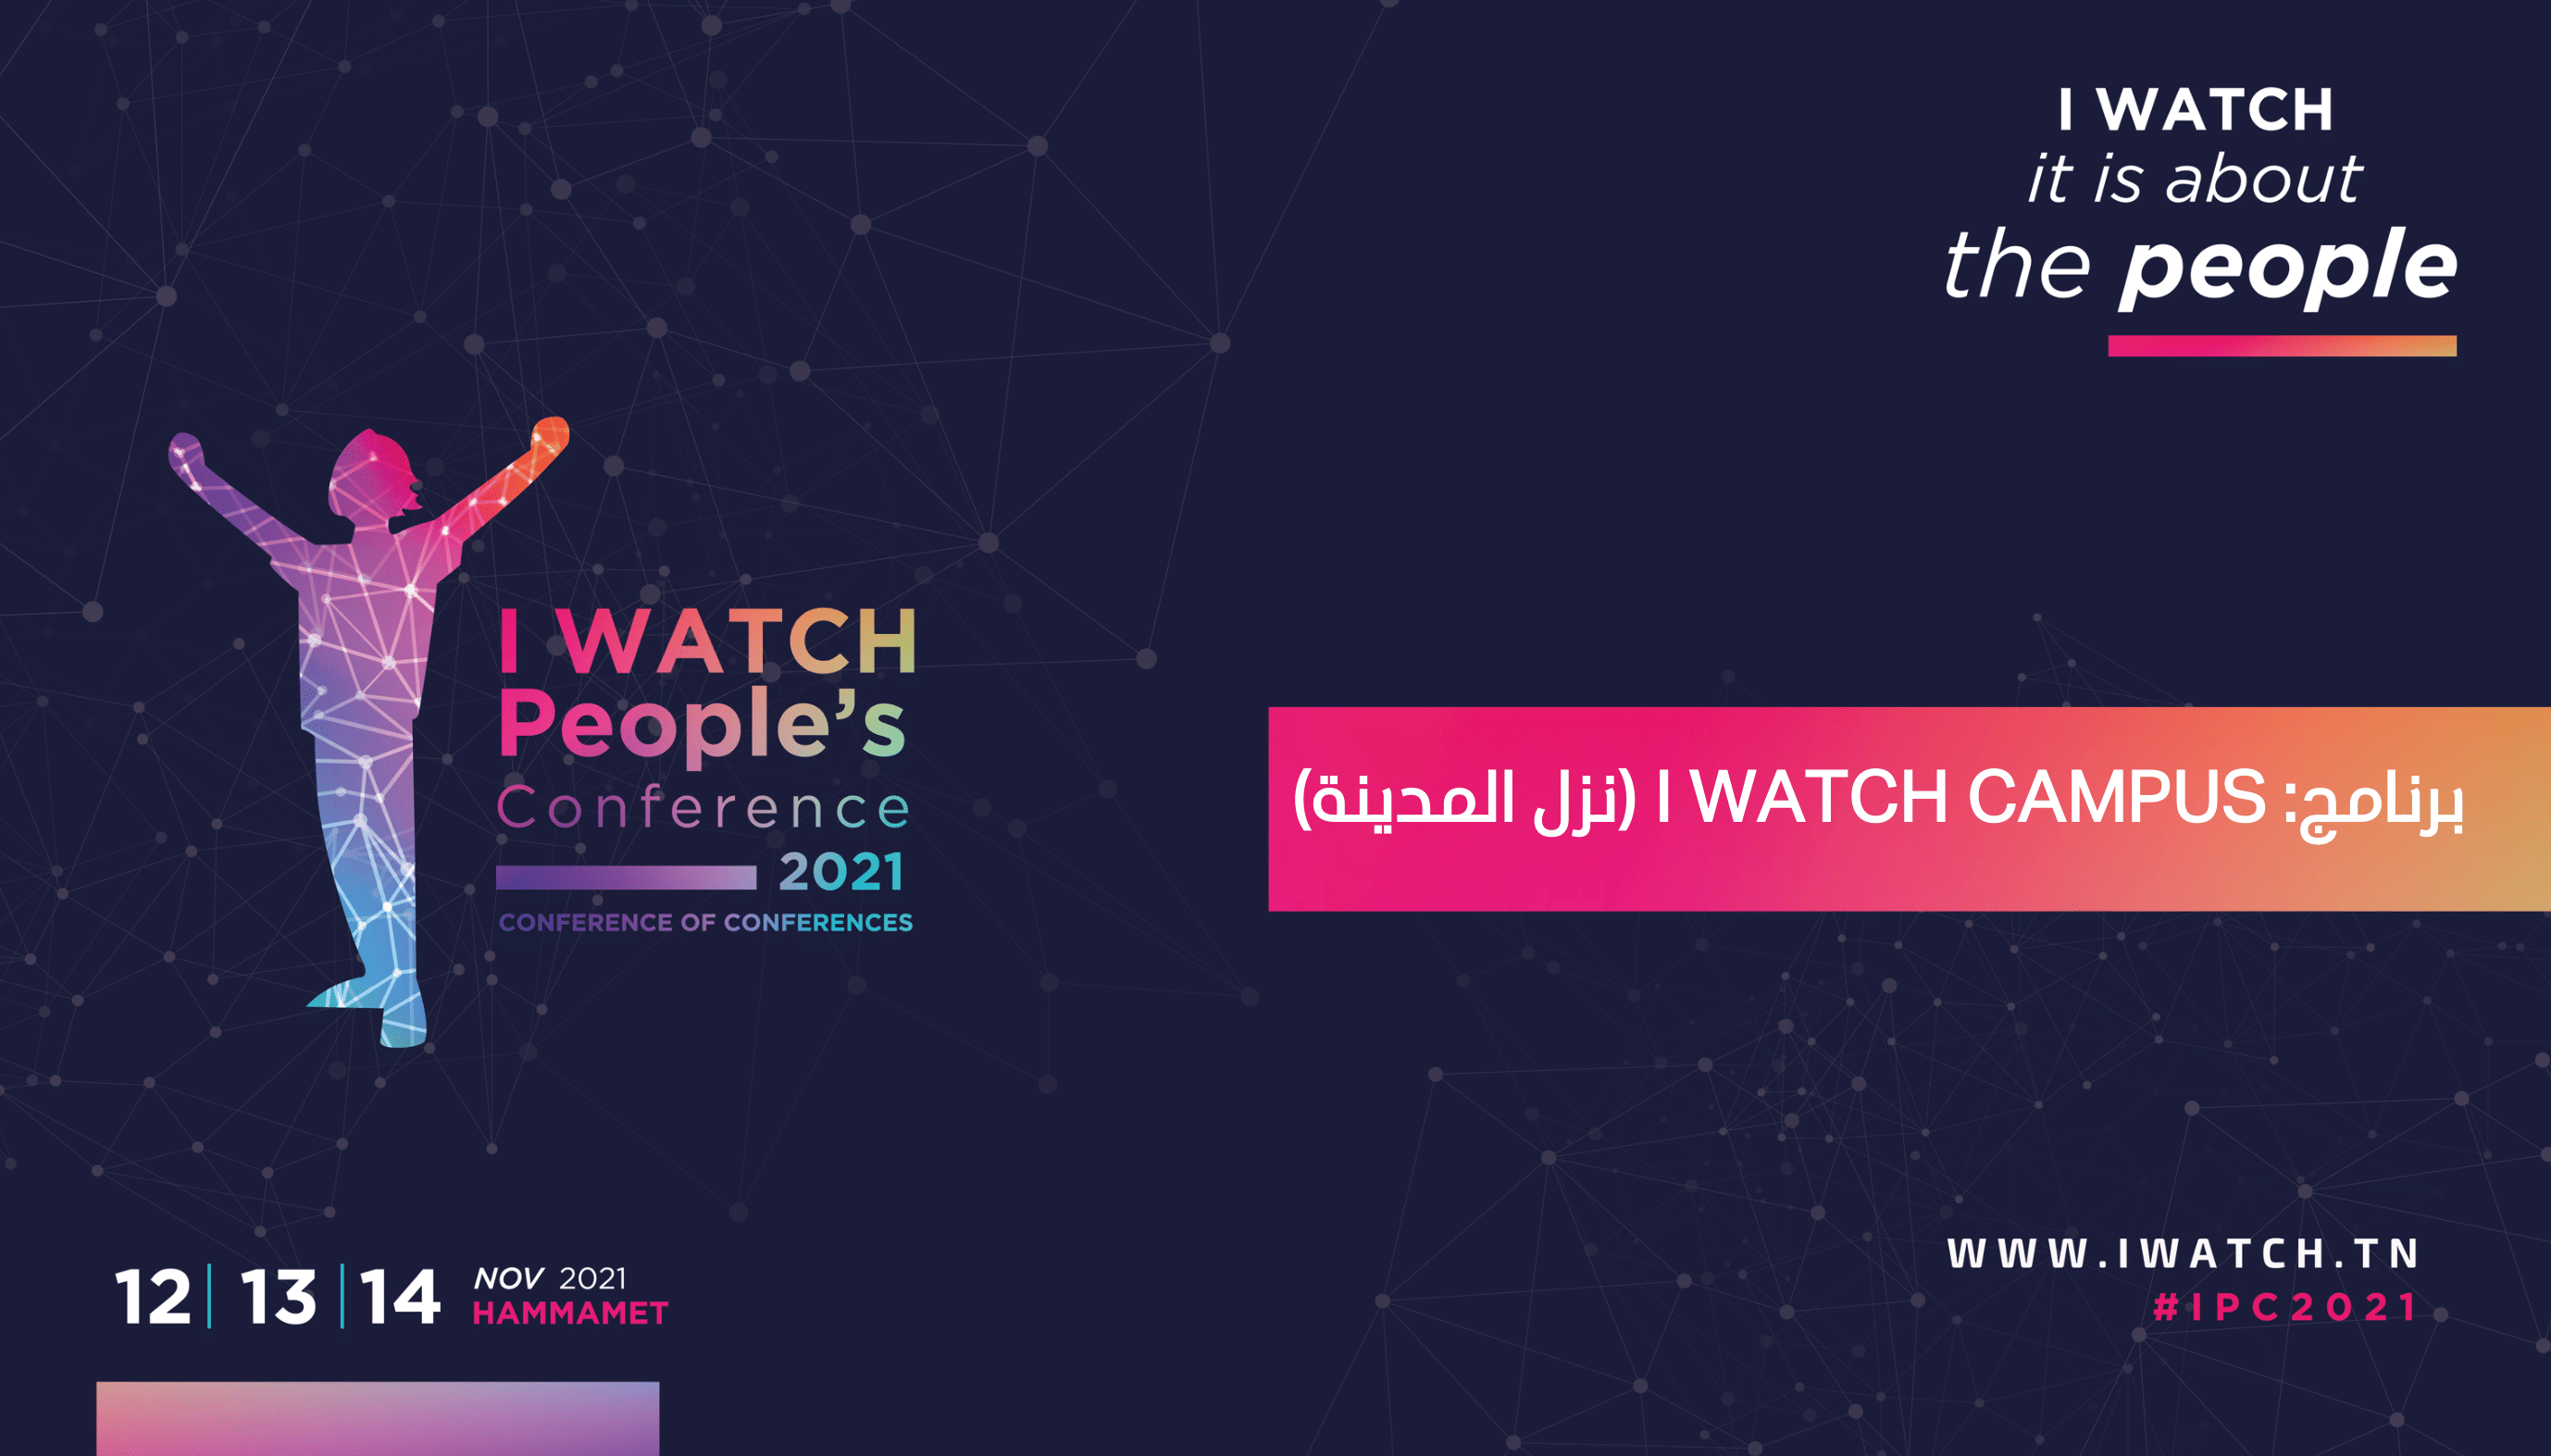 I WATCH
it is about
the people
I WATCH
People’s
Conference
2021
CONFERENCE OF CONFERENCES
برنامج: I WATCH CAMPUS (نزل المدينة)
12 | 13 | 14 NOV 2021
HAMMAMET
WWW.IWATCH.TN
#IPC2021